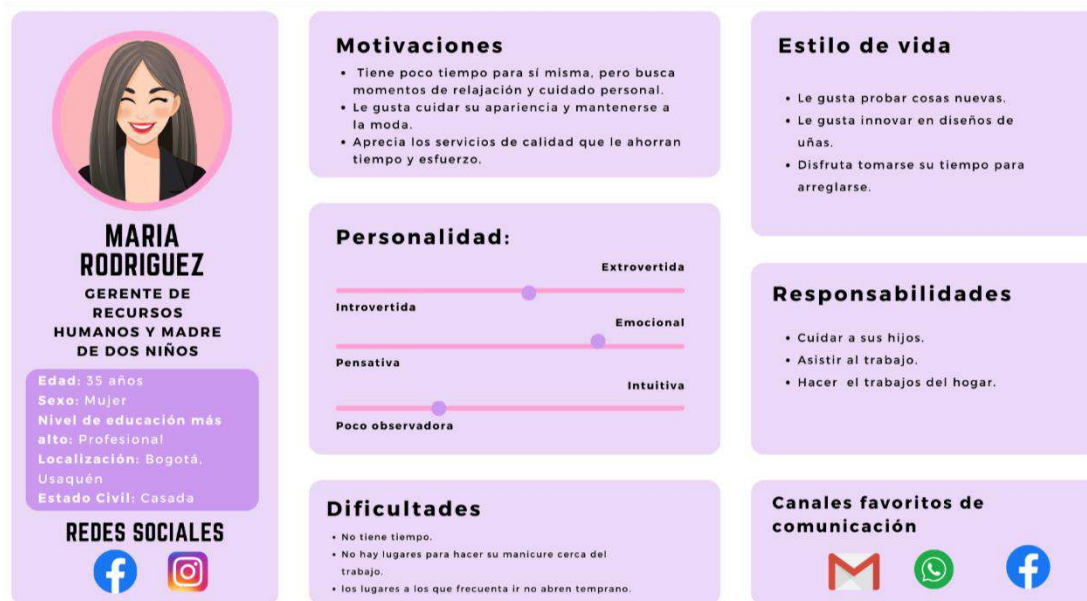 MARIA
RODRIGUEZ
GERENTE DE
RECURSOS
HUMANOS Y MADRE
DE DOS NIÑOS
Edad: 35 años
Sexo: Mujer
Nivel de educación más
alto: Profesional
Localización: Bogotá,
Usaquén
Estado Civil: Casada
REDES SOCIALES
Motivaciones
• Tiene poco tiempo para sí misma, pero busca
momentos de relajación y cuidado personal.
• Le gusta cuidar su apariencia y mantenerse a
la moda.
• Aprecia los servicios de calidad que le ahorran
tiempo y esfuerzo.
Personalidad:
Extrovertida
Introvertida
Emocional
Pensativa
Intuitiva
Poco observadora
Dificultades
• No tiene tiempo.
• No hay lugares para hacer su manicure cerca del
trabajo.
• los lugares a los que frecuenta ir no abren temprano.
Estilo de vida
• Le gusta probar cosas nuevas.
• Le gusta innovar en diseños de
uñas.
• Disfruta tomarse su tiempo para
arreglarse.
Responsabilidades
• Cuidar a sus hijos.
• Asistir al trabajo.
• Hacer el trabajos del hogar.
Canales favoritos de
comunicación